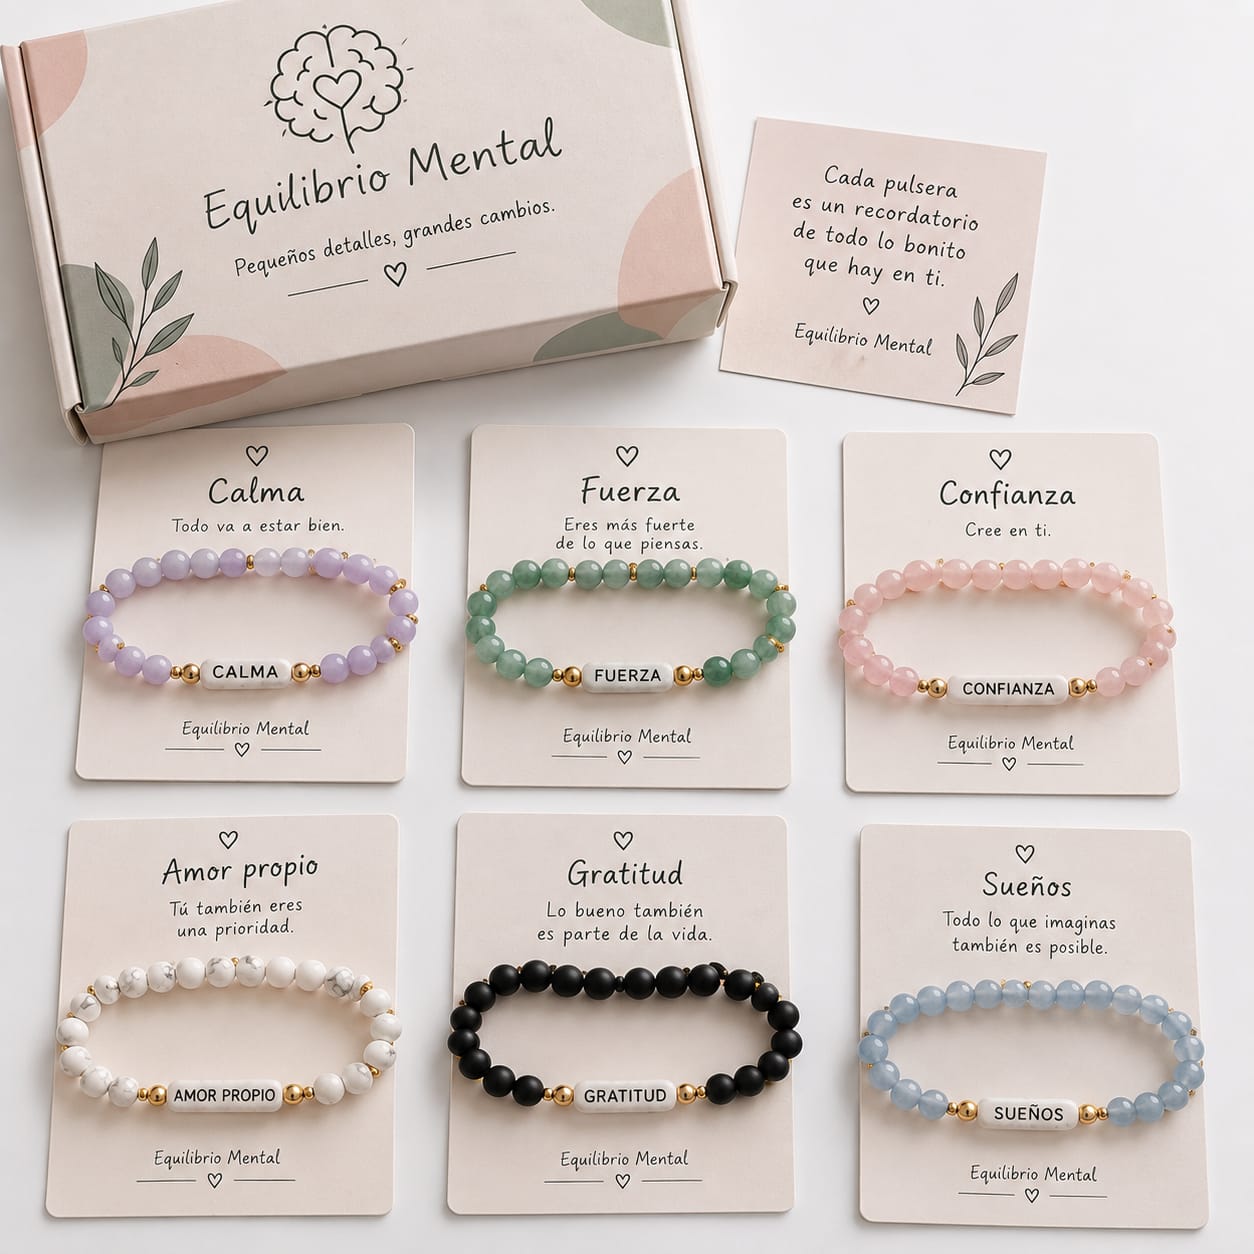 Equilibrio Mental
Pequeños detalles, grandes cambios.
Cada pulsera
es un recordatorio
de todo lo bonito
que hay en ti.
Equilibrio Mental
Calma
Todo va a estar bien.
CALMA
Equilibrio Mental
Fuerza
Eres más fuerte
de lo que piensas.
FUERZA
Equilibrio Mental
Confianza
Cree en ti.
CONFIANZA
Equilibrio Mental
Amor propio
Tú también eres
una prioridad.
AMOR PROPIO
Equilibrio Mental
Gratitud
Lo bueno también
es parte de la vida.
GRATITUD
Equilibrio Mental
Sueños
Todo lo que imaginas
también es posible.
SUEÑOS
Equilibrio Mental